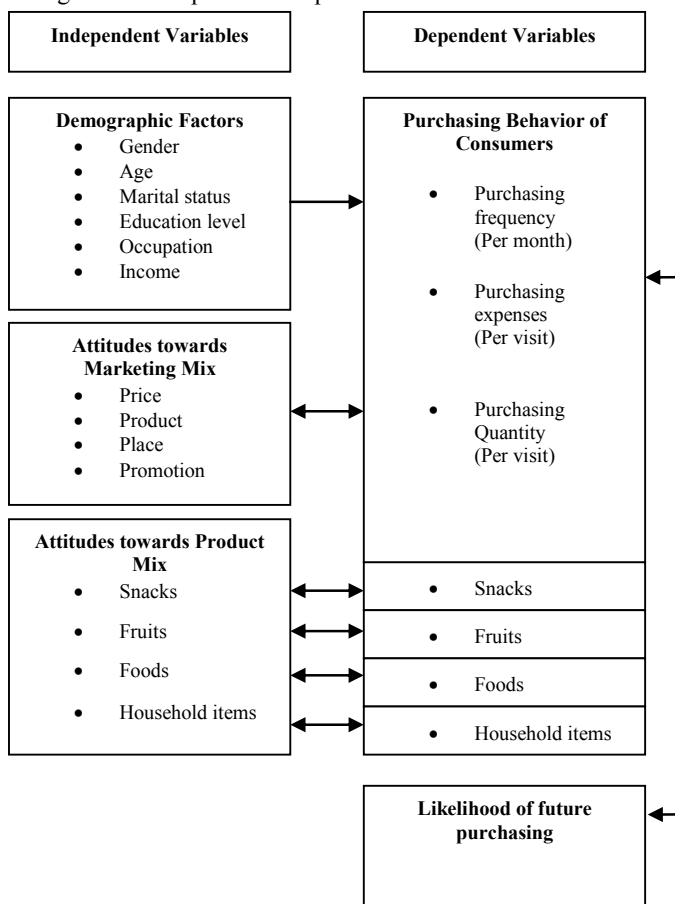 Independent Variables
Dependent Variables
Demographic Factors
• Gender
• Age
• Marital status
• Education level
• Occupation
• Income
Attitudes towards
Marketing Mix
• Price
• Product
• Place
• Promotion
Attitudes towards Product
Mix
• Snacks
• Fruits
• Foods
• Household items
Purchasing Behavior of
Consumers
• Purchasing
frequency
(Per month)
• Purchasing
expenses
(Per visit)
• Purchasing
Quantity
(Per visit)
• Snacks
• Fruits
• Foods
• Household items
Likelihood of future
purchasing